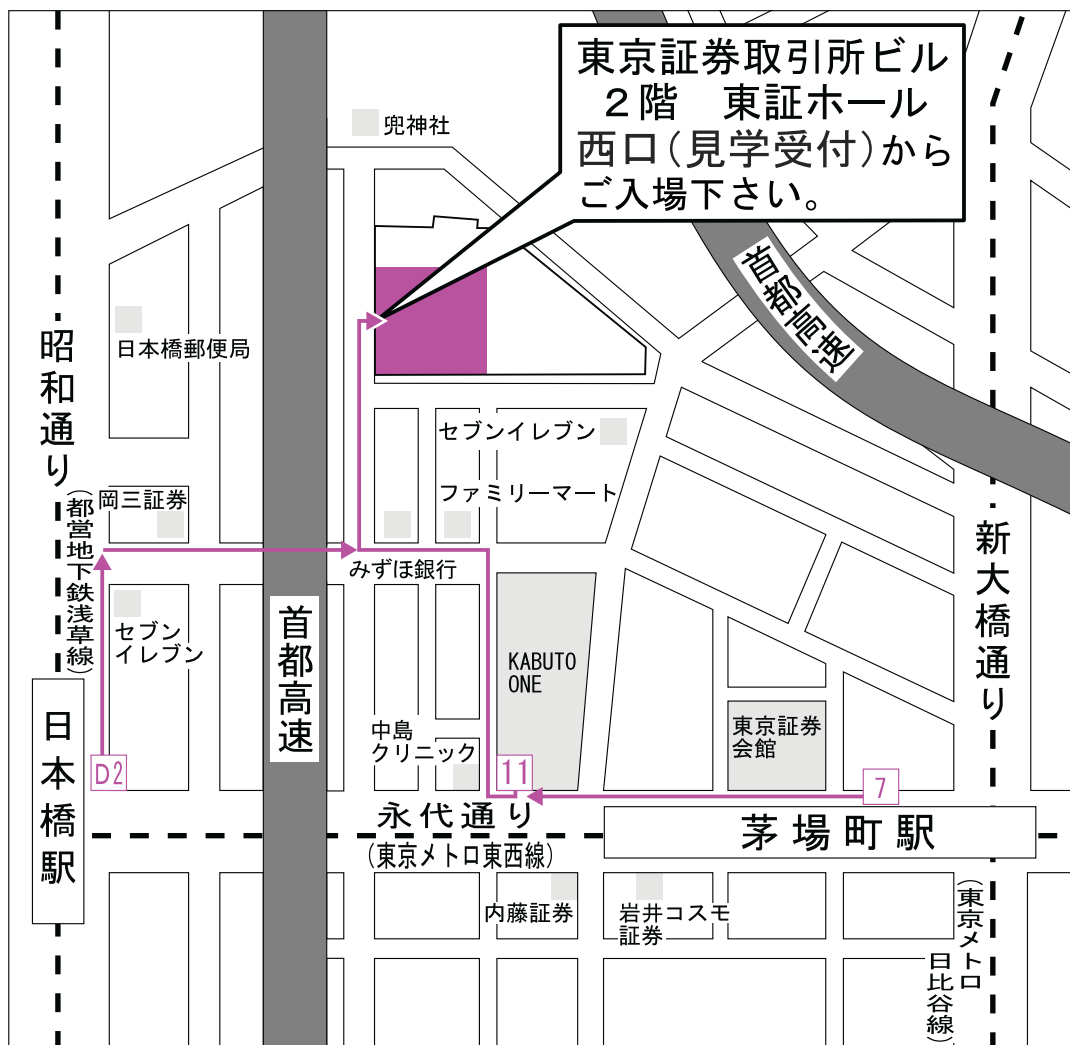 東京証券取引所ビル
２階　東証ホール
西口（見学受付）から
ご入場下さい。
兜神社
首都高速
日本橋郵便局
昭和通り
（都営地下鉄浅草線）
岡三証券
セブンイレブン
ファミリーマート
みずほ銀行
新大橋通り
セブン
イレブン
首都高速
KABUTO
ONE
日本橋駅
D2
中島
クリニック
11
東京証券
会館
7
永代通り
（東京メトロ東西線）
茅場町駅
内藤証券
岩井コスモ
証券
（東京メトロ
日比谷線）